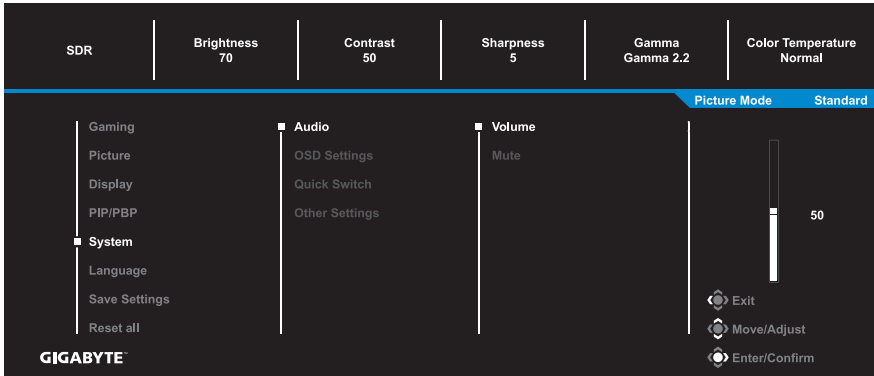 SDR
Brightness
70
Contrast
50
Sharpness
5
Gamma
Gamma 2.2
Color Temperature
Normal
Picture Mode Standard
Gaming
Picture
Display
PIP/PBP
System
Language
Save Settings
Reset all
Audio
OSD Settings
Quick Switch
Other Settings
Volume
Mute
50
Exit
Move/Adjust
Enter/Confirm
GIGABYTE™